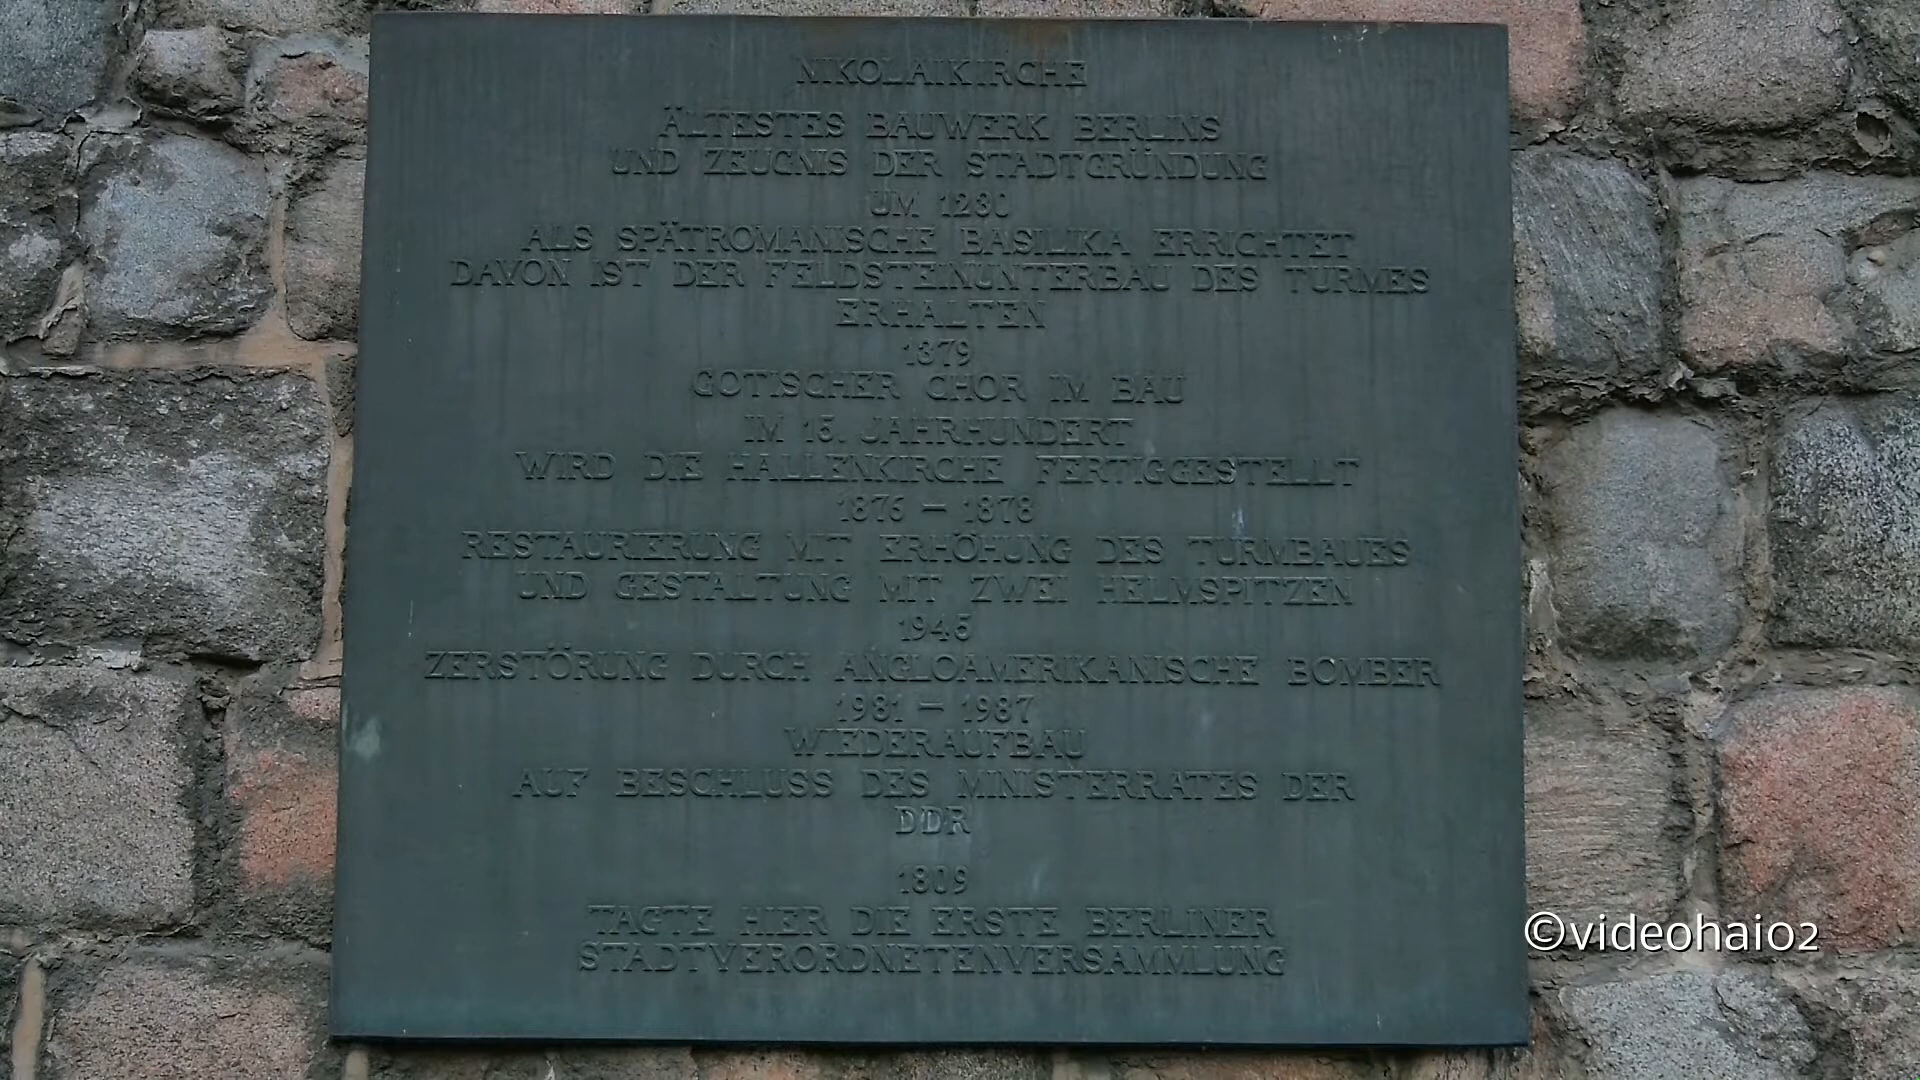 NIKOLAIKIRCHE
ÄLTESTES BAUWERK BERLINS
UND ZEUGNIS DER STADTGRÜNDUNG
UM 1230
ALS SPÄTROMANISCHE BASILIKA ERRICHTET
DAVON IST DER FELDSTEINUNTERBAU DES TURMES
ERHALTEN
1379
GOTISCHER CHOR IM BAU
IM 15. JAHRHUNDERT
WIRD DIE HALLENKIRCHE FERTIGGESTELLT
1876 – 1878
RESTAURIERUNG MIT ERHÖHUNG DES TURMBAUES
UND GESTALTUNG MIT ZWEI HELMSPITZEN
1945
ZERSTÖRUNG DURCH ANGLOAMERIKANISCHE BOMBER
1981 – 1987
WIEDERAUFBAU
AUF BESCHLUSS DES MINISTERRATES DER
DDR
1809
TAGTE HIER DIE ERSTE BERLINER
STADTVERORDNETENVERSAMMLUNG
©videohai02